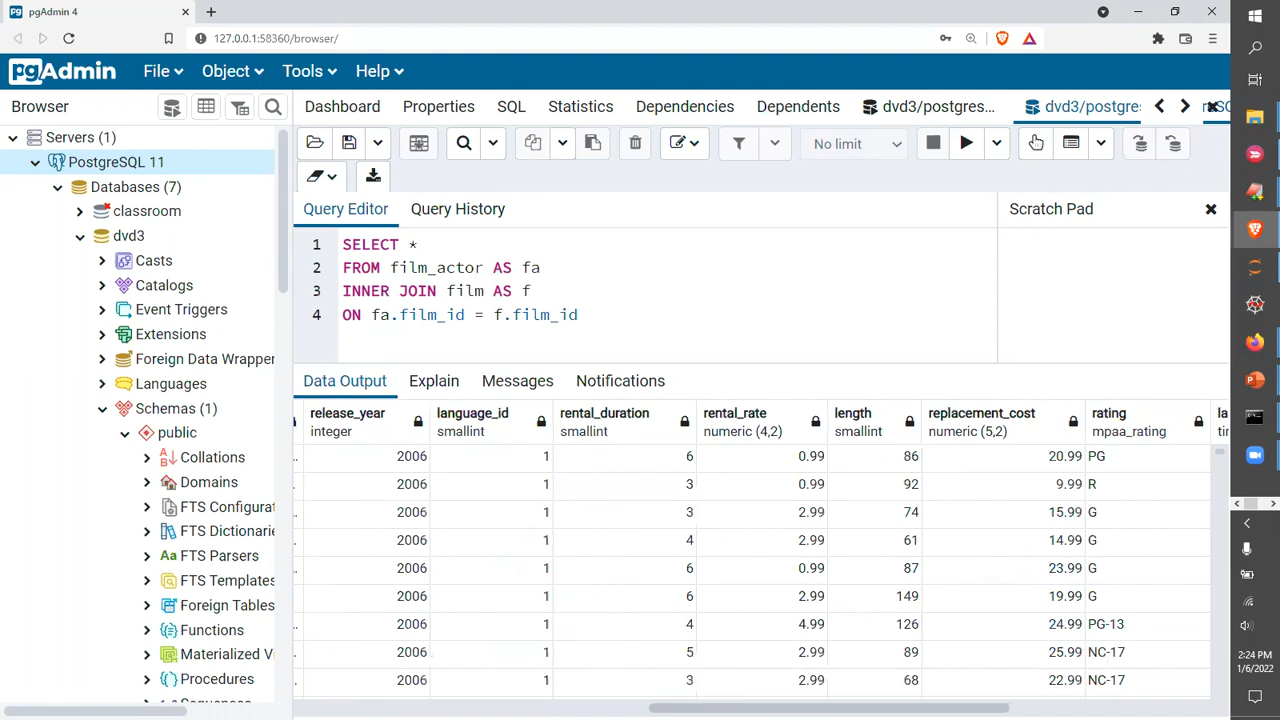 pgAdmin 4
127.0.0.1:58360/browser/
pgAdmin File Object Tools Help
Browser
Dashboard Properties SQL Statistics Dependencies Dependents dvd3/postgres... dvd3/postgre:
No limit
Query Editor Query History
Scratch Pad
1 SELECT *
2 FROM film_actor AS fa
3 INNER JOIN film AS f
4 ON fa.film_id = f.film_id
Servers (1)
PostgreSQL 11
Databases (7)
classroom
dvd3
Casts
Catalogs
Event Triggers
Extensions
Foreign Data Wrapper
Languages
Schemas (1)
public
Collations
Domains
FTS Configurat
FTS Dictionarie
Aa FTS Parsers
FTS Templates
Foreign Tables
Functions
Materialized Vi
Procedures
Data Output Explain Messages Notifications
release_year language_id rental_duration rental_rate length replacement_cost rating la
integer smallint smallint numeric (4,2) smallint numeric (5,2) mpaa_rating tin
2006 1 6 0.99 86 20.99 PG
2006 1 3 0.99 92 9.99 R
2006 1 3 2.99 74 15.99 G
2006 1 4 2.99 61 14.99 G
2006 1 6 0.99 87 23.99 G
2006 1 6 2.99 149 19.99 G
2006 1 4 4.99 126 24.99 PG-13
2006 1 5 2.99 89 25.99 NC-17
2006 1 3 2.99 68 22.99 NC-17
2:24 PM
1/6/2022